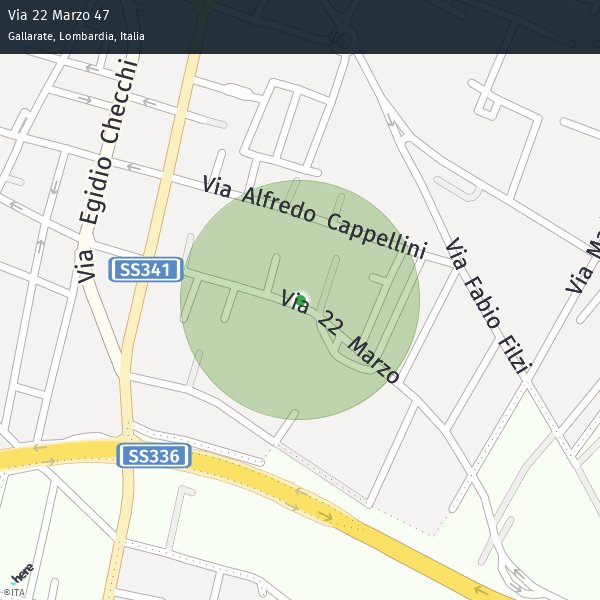 Via 22 Marzo 47
Gallarate, Lombardia, Italia
Via Egidio Checchi
Via Alfredo Cappellini
SS341
Via 22 Marzo
Via Fabio Filzi
Via Ma
SS336
here
©ITA